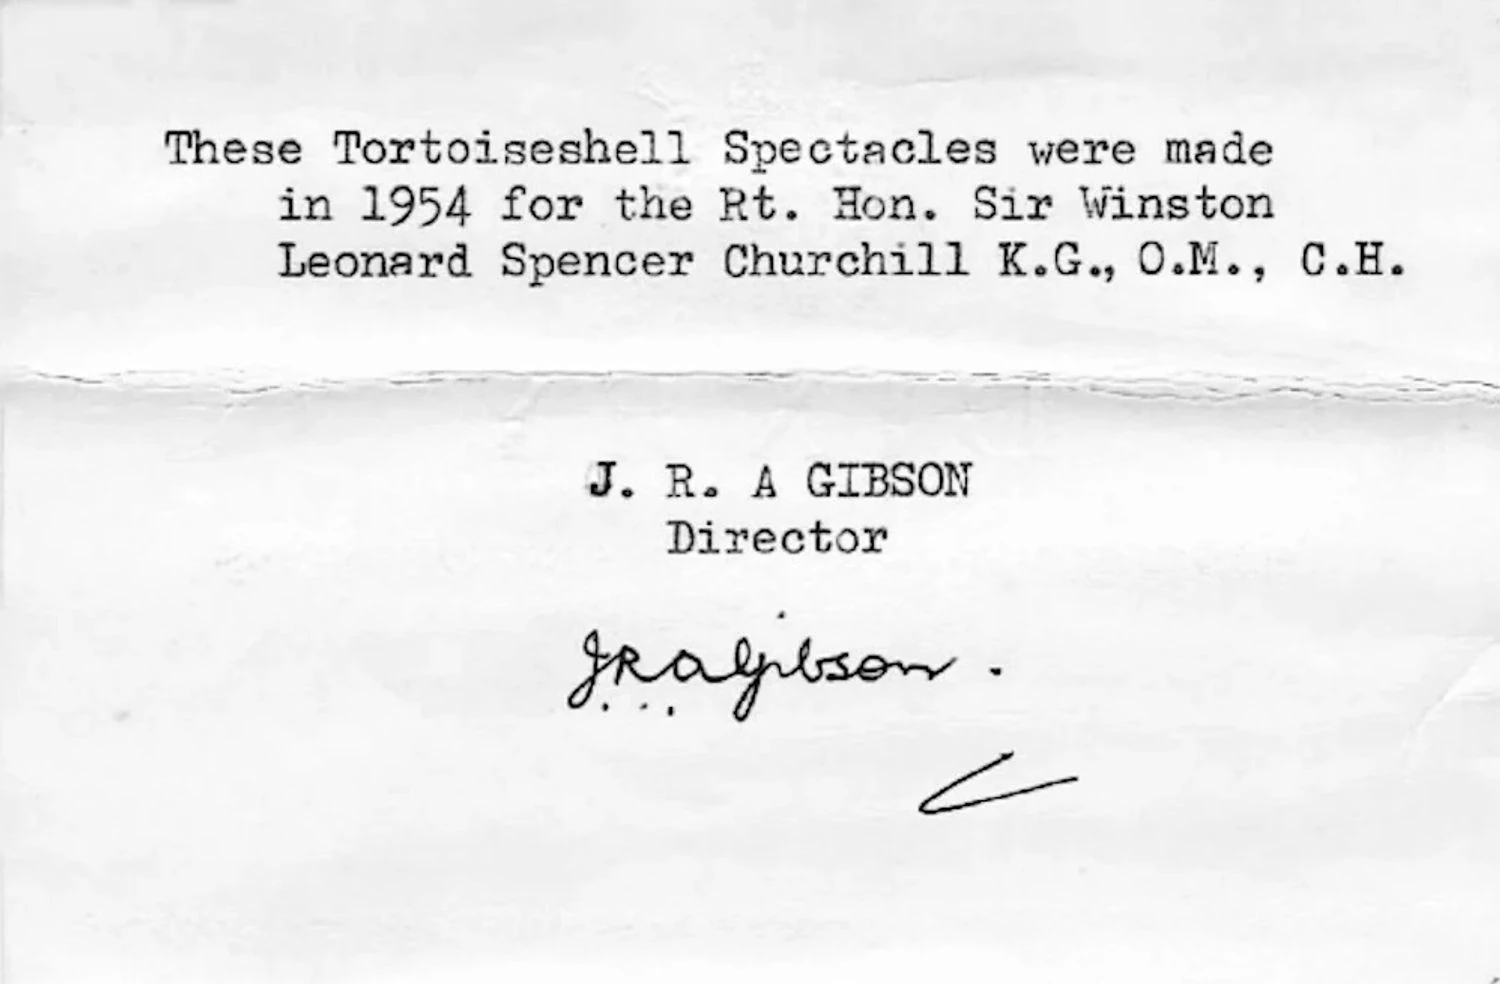 These Tortoiseshell Spectacles were made
in 1954 for the Rt. Hon. Sir Winston
Leonard Spencer Churchill K.G., O.M., C.H.
J. R. A GIBSON
Director
JRAGibson.